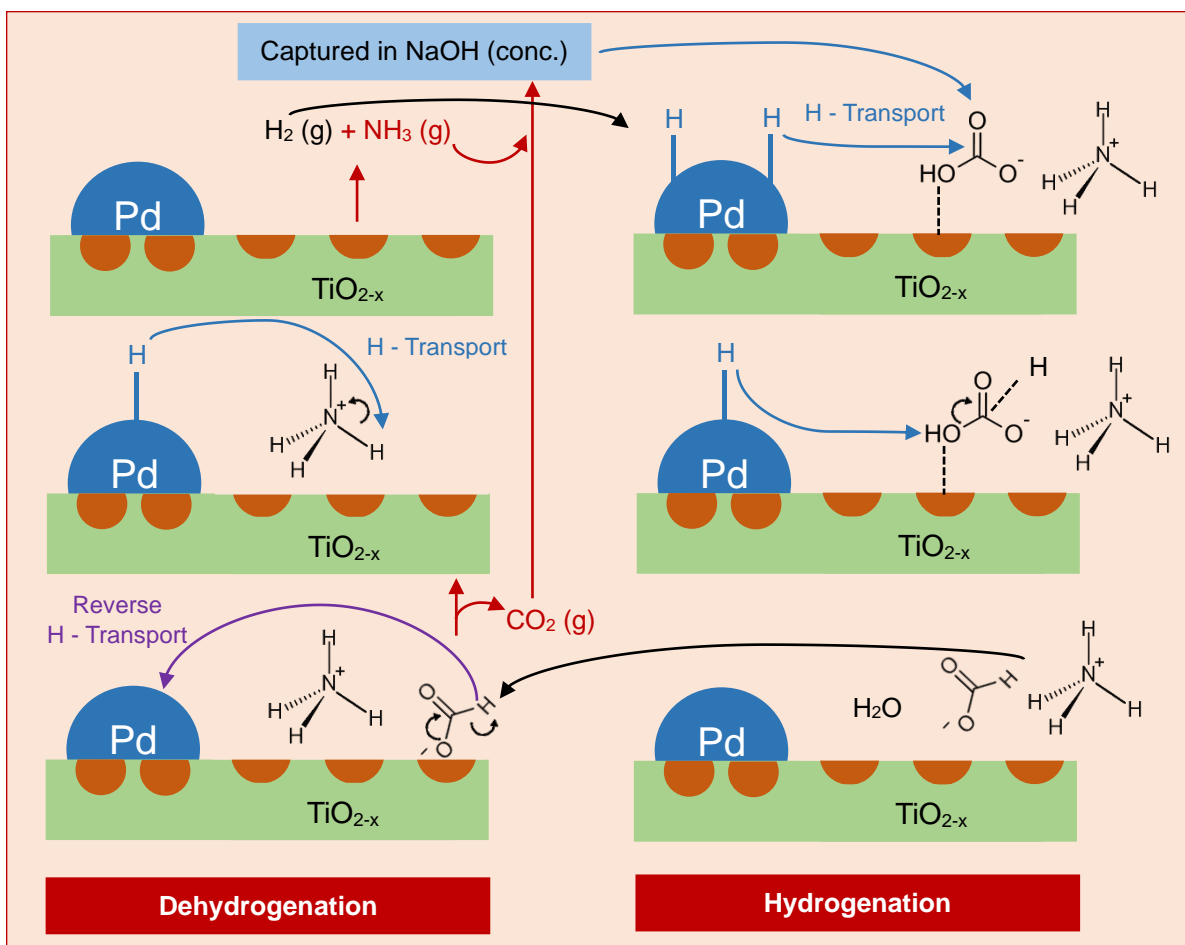 Captured in NaOH (conc.)
H₂ (g) + NH₃ (g)
Pd
TiO₂₋ₓ
H
H
H - Transport
O
HO
O⁻
H
N⁺
H
H
H
Pd
TiO₂₋ₓ
H
H - Transport
H
N⁺
H
H
H
Pd
TiO₂₋ₓ
H
H
O
HO
O⁻
H
N⁺
H
H
H
Pd
TiO₂₋ₓ
CO₂ (g)
Reverse
H - Transport
H
N⁺
H
H
H
O
H
⁻O
Pd
TiO₂₋ₓ
H₂O
O
H
O⁻
H
N⁺
H
H
H
Pd
TiO₂₋ₓ
Dehydrogenation
Hydrogenation